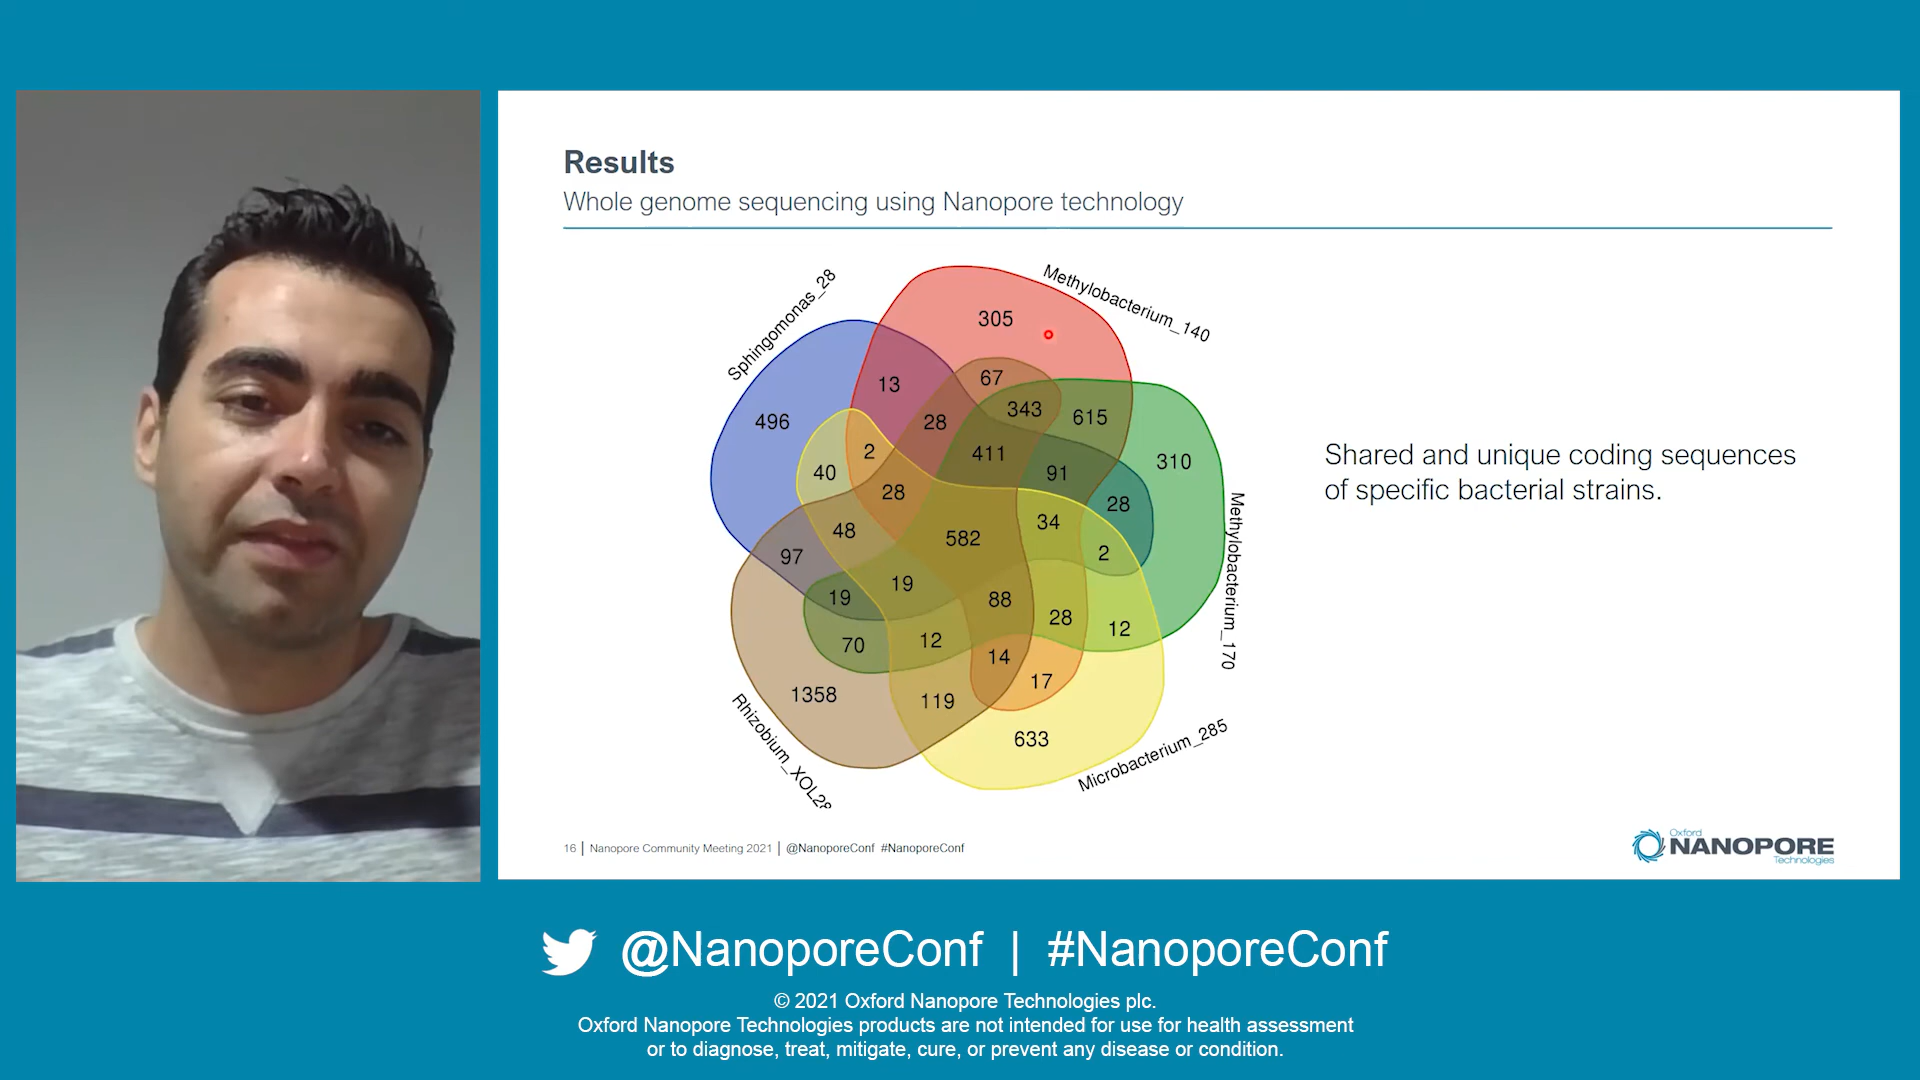 Results
Whole genome sequencing using Nanopore technology
Sphingomonas_28
Methylobacterium_140
305
13
67
496
28
343
615
40
2
411
91
310
28
28
48
582
34
2
97
19
19
88
28
12
70
12
14
17
1358
119
633
Methylobacterium_170
Rhizobium_XOL28
Microbacterium_285
Shared and unique coding sequences
of specific bacterial strains.
16 | Nanopore Community Meeting 2021 | @NanoporeConf #NanoporeConf
Oxford
NANOPORE
Technologies
@NanoporeConf | #NanoporeConf
© 2021 Oxford Nanopore Technologies plc.
Oxford Nanopore Technologies products are not intended for use for health assessment
or to diagnose, treat, mitigate, cure, or prevent any disease or condition.